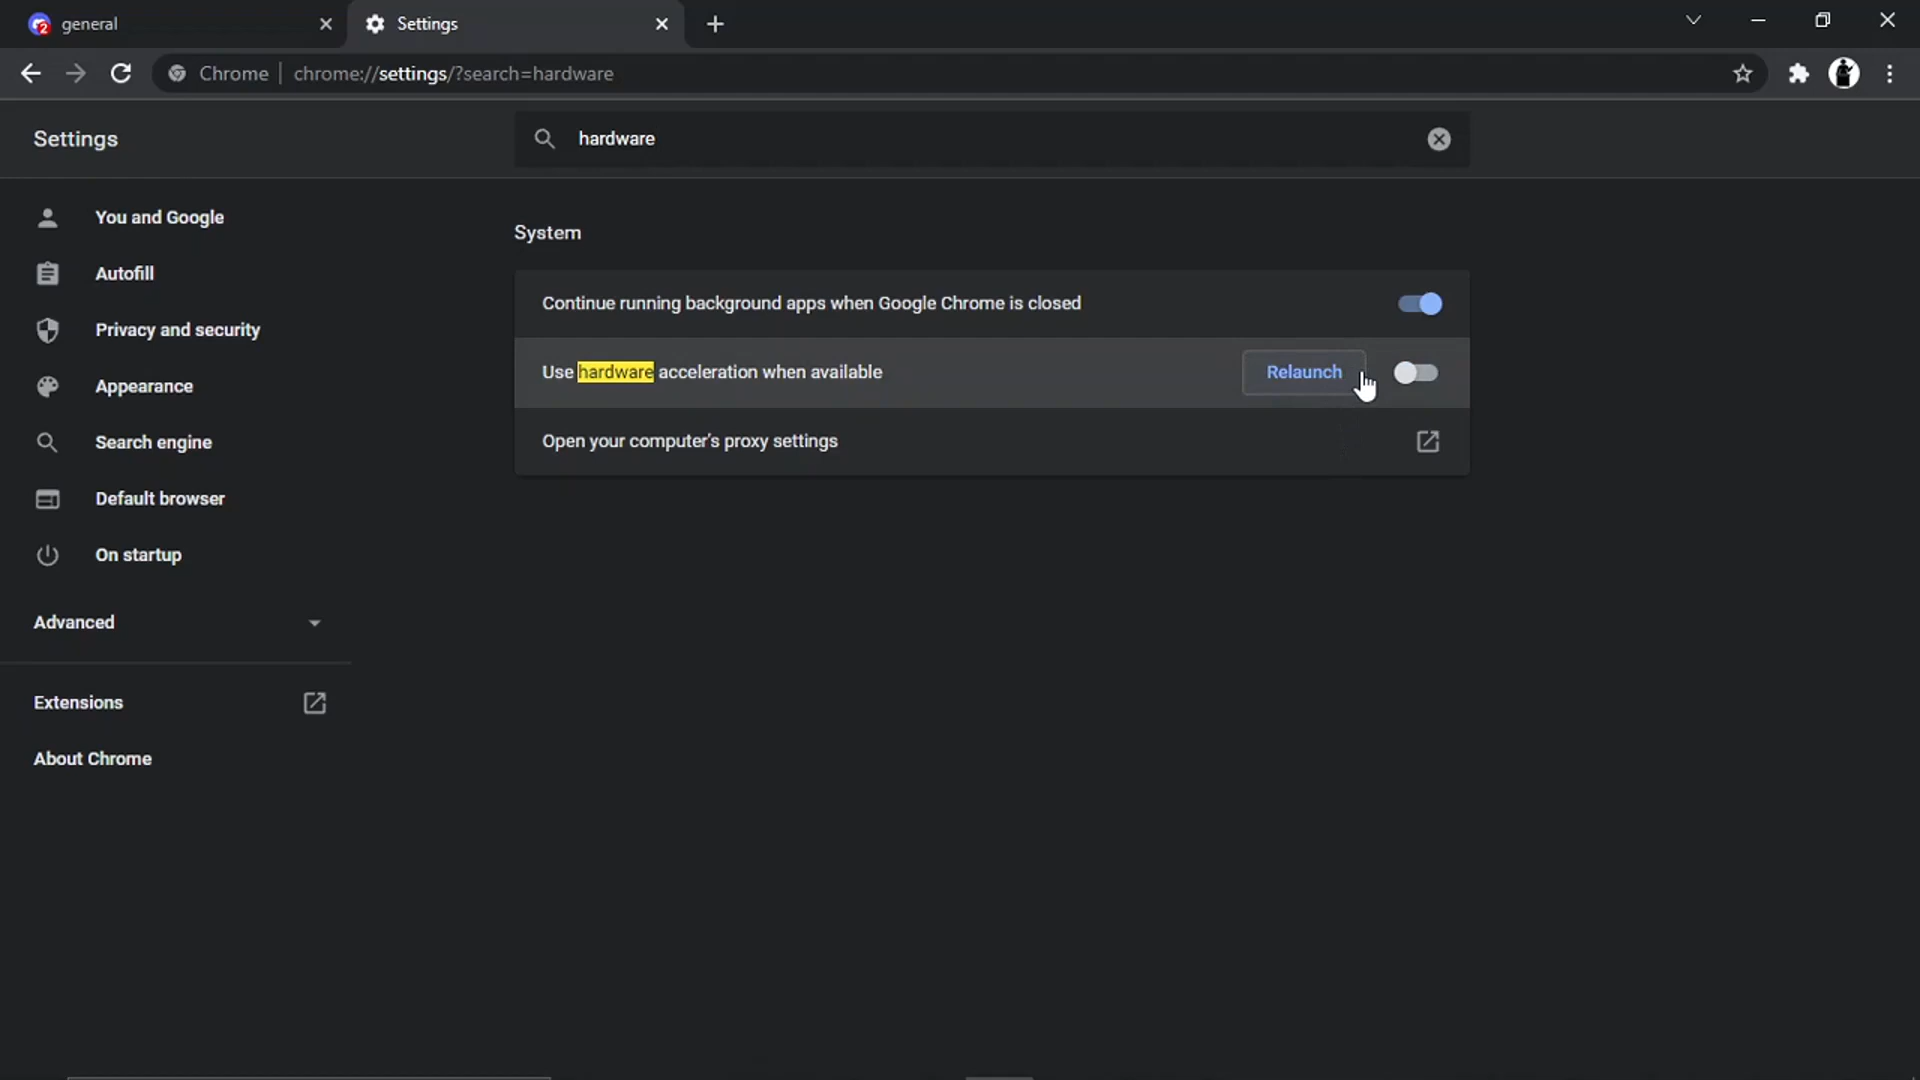 general
Settings
2
Chrome
chrome://settings/?search=hardware
Settings
hardware
You and Google
Autofill
Privacy and security
Appearance
Search engine
Default browser
On startup
Advanced
Extensions
About Chrome
System
Continue running background apps when Google Chrome is closed
Use hardware acceleration when available
Relaunch
Open your computer's proxy settings